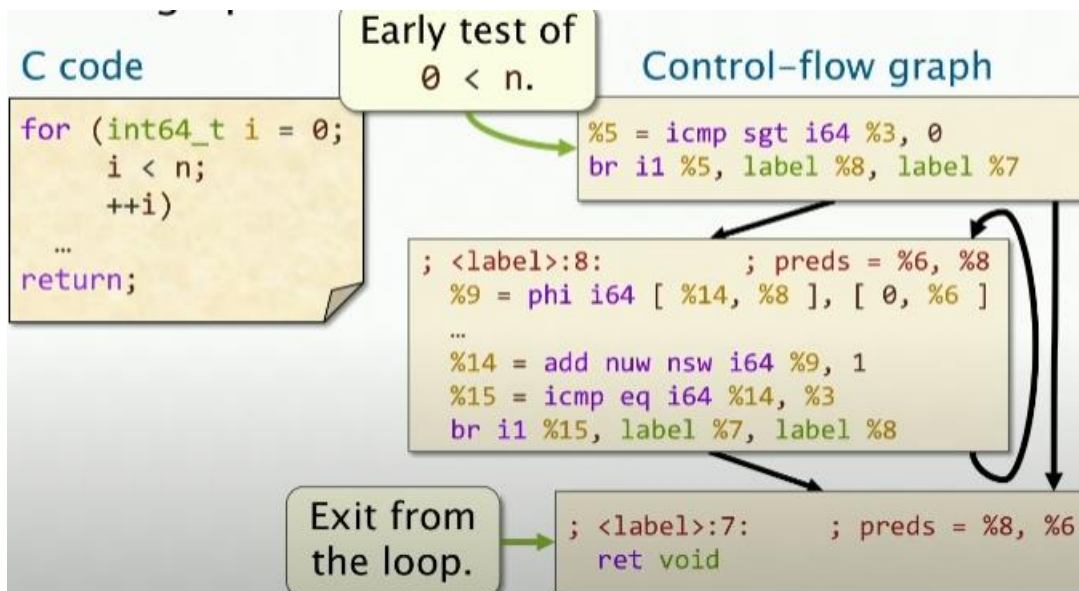 Early test of
0 < n.
C code
Control-flow graph
for (int64_t i = 0;
i < n;
++i)
…
return;
%5 = icmp sgt i64 %3, 0
br i1 %5, label %8, label %7
; <label>:8: ; preds = %6, %8
%9 = phi i64 [ %14, %8 ], [ 0, %6 ]
…
%14 = add nuw nsw i64 %9, 1
%15 = icmp eq i64 %14, %3
br i1 %15, label %7, label %8
Exit from
the loop.
; <label>:7: ; preds = %8, %6
ret void